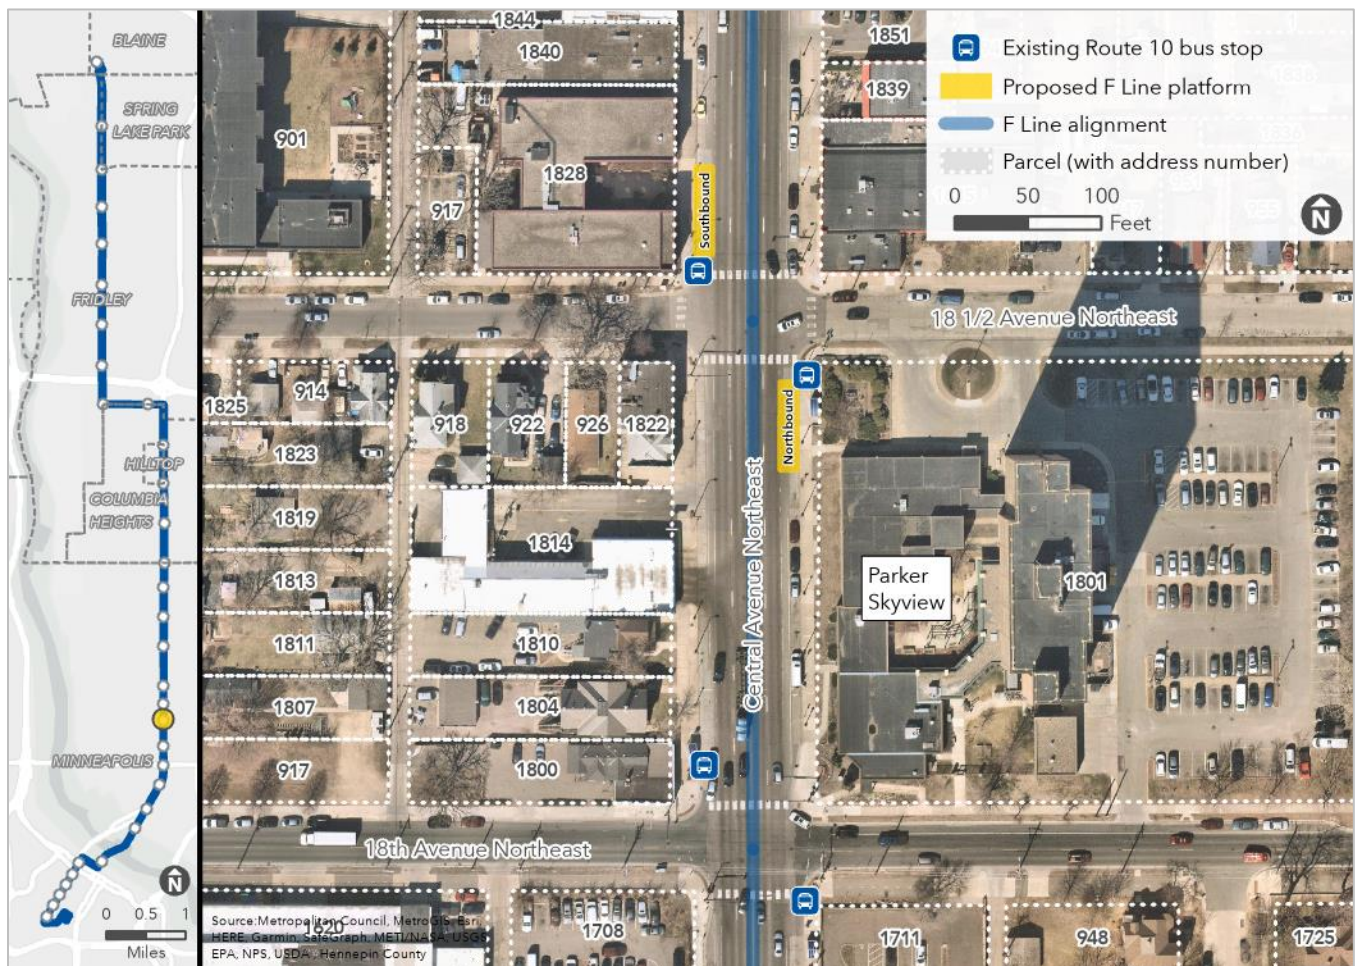 BLAINE
SPRING
LAKE PARK
FRIDLEY
HILLTOP
COLUMBIA
HEIGHTS
MINNEAPOLIS
N
0 0.5 1
Miles
1844
1840
1851
1839
901
1828
917
Southbound
Existing Route 10 bus stop
Proposed F Line platform
F Line alignment
Parcel (with address number)
0 50 100
Feet
N
18 1/2 Avenue Northeast
1825
914
918
922
926
1822
Northbound
1823
1819
1814
1813
1811
1810
1807
1804
917
1800
Central Avenue Northeast
Parker
Skyview
1801
18th Avenue Northeast
1620
1708
1711
948
1725
Source:Metropolitan Council, MetroGIS, Esri,
HERE, Garmin, SafeGraph, METI/NASA, USGS,
EPA, NPS, USDA, Hennepin County